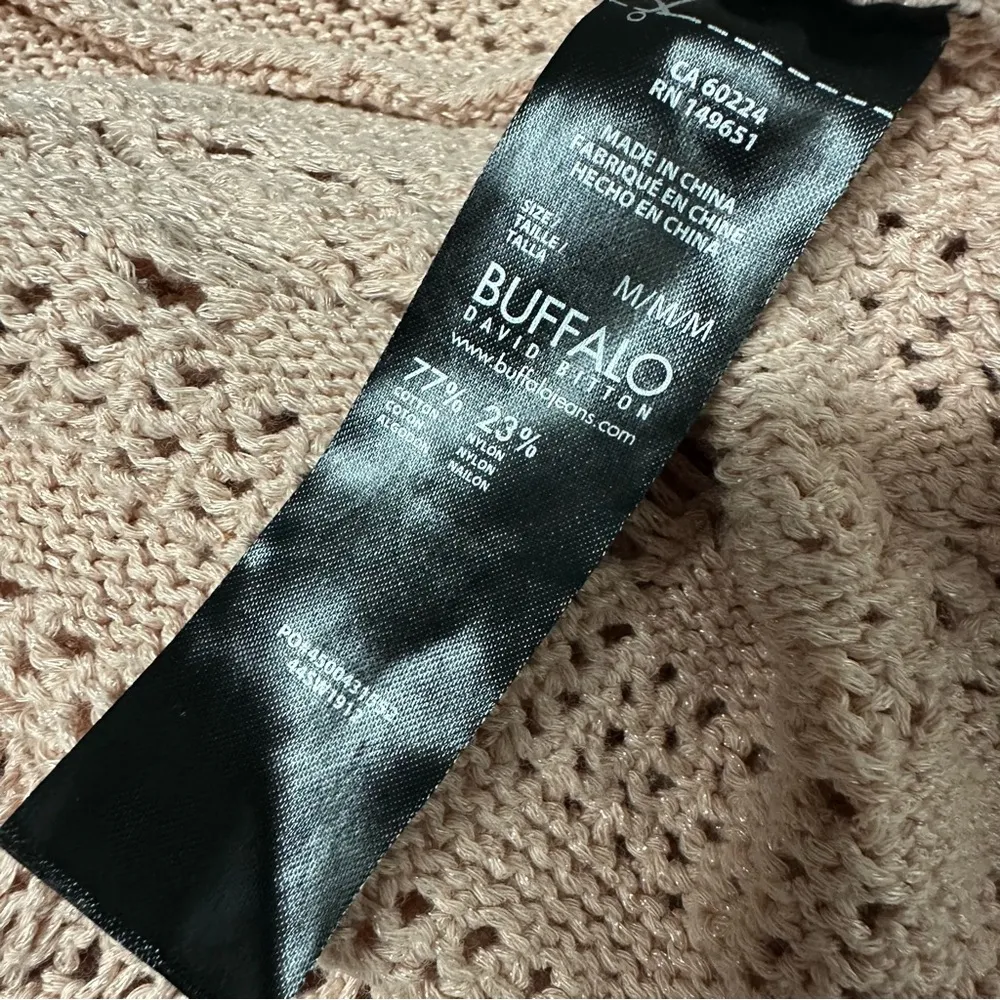 CA 60224
RN 149651
MADE IN CHINA
FABRIQUÉ EN CHINE
HECHO EN CHINA
SIZE /
TAILLE /
TALLA
M/M/M
BUFFALO
DAVID BITTON
www.buffalojeans.com
77%
COTTON
COTON
ALGODÓN
23%
NYLON
NYLON
NAILON